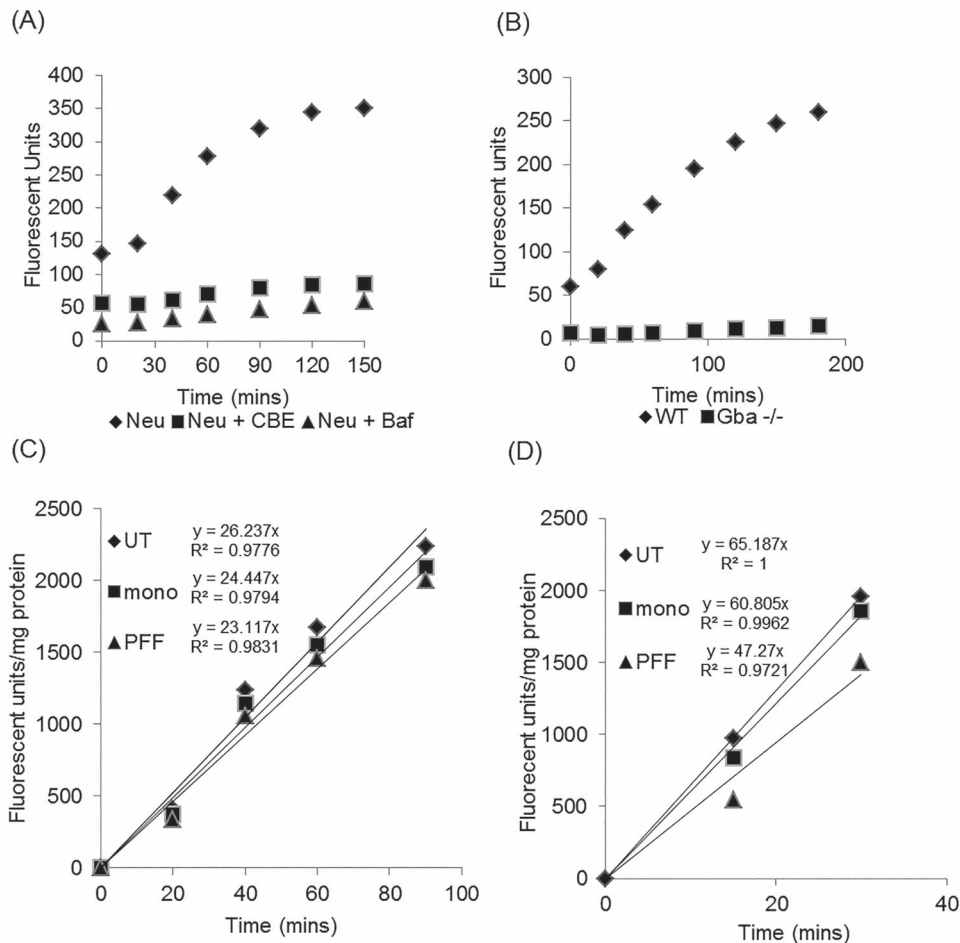 (A)
Fluorescent Units
400
350
300
250
200
150
100
50
0
0 30 60 90 120 150
Time (mins)
Neu Neu + CBE Neu + Baf
(B)
Fluorescent units
300
250
200
150
100
50
0
0 100 200
Time (mins)
WT Gba -/-
(C)
Fluorescent units/mg protein
2500
2000
1500
1000
500
0
UT y = 26.237x
R² = 0.9776
mono y = 24.447x
R² = 0.9794
PFF y = 23.117x
R² = 0.9831
0 20 40 60 80 100
Time (mins)
(D)
Fluorecent units/mg protein
2500
2000
1500
1000
500
0
UT y = 65.187x
R² = 1
mono y = 60.805x
R² = 0.9962
PFF y = 47.27x
R² = 0.9721
0 20 40
Time (mins)